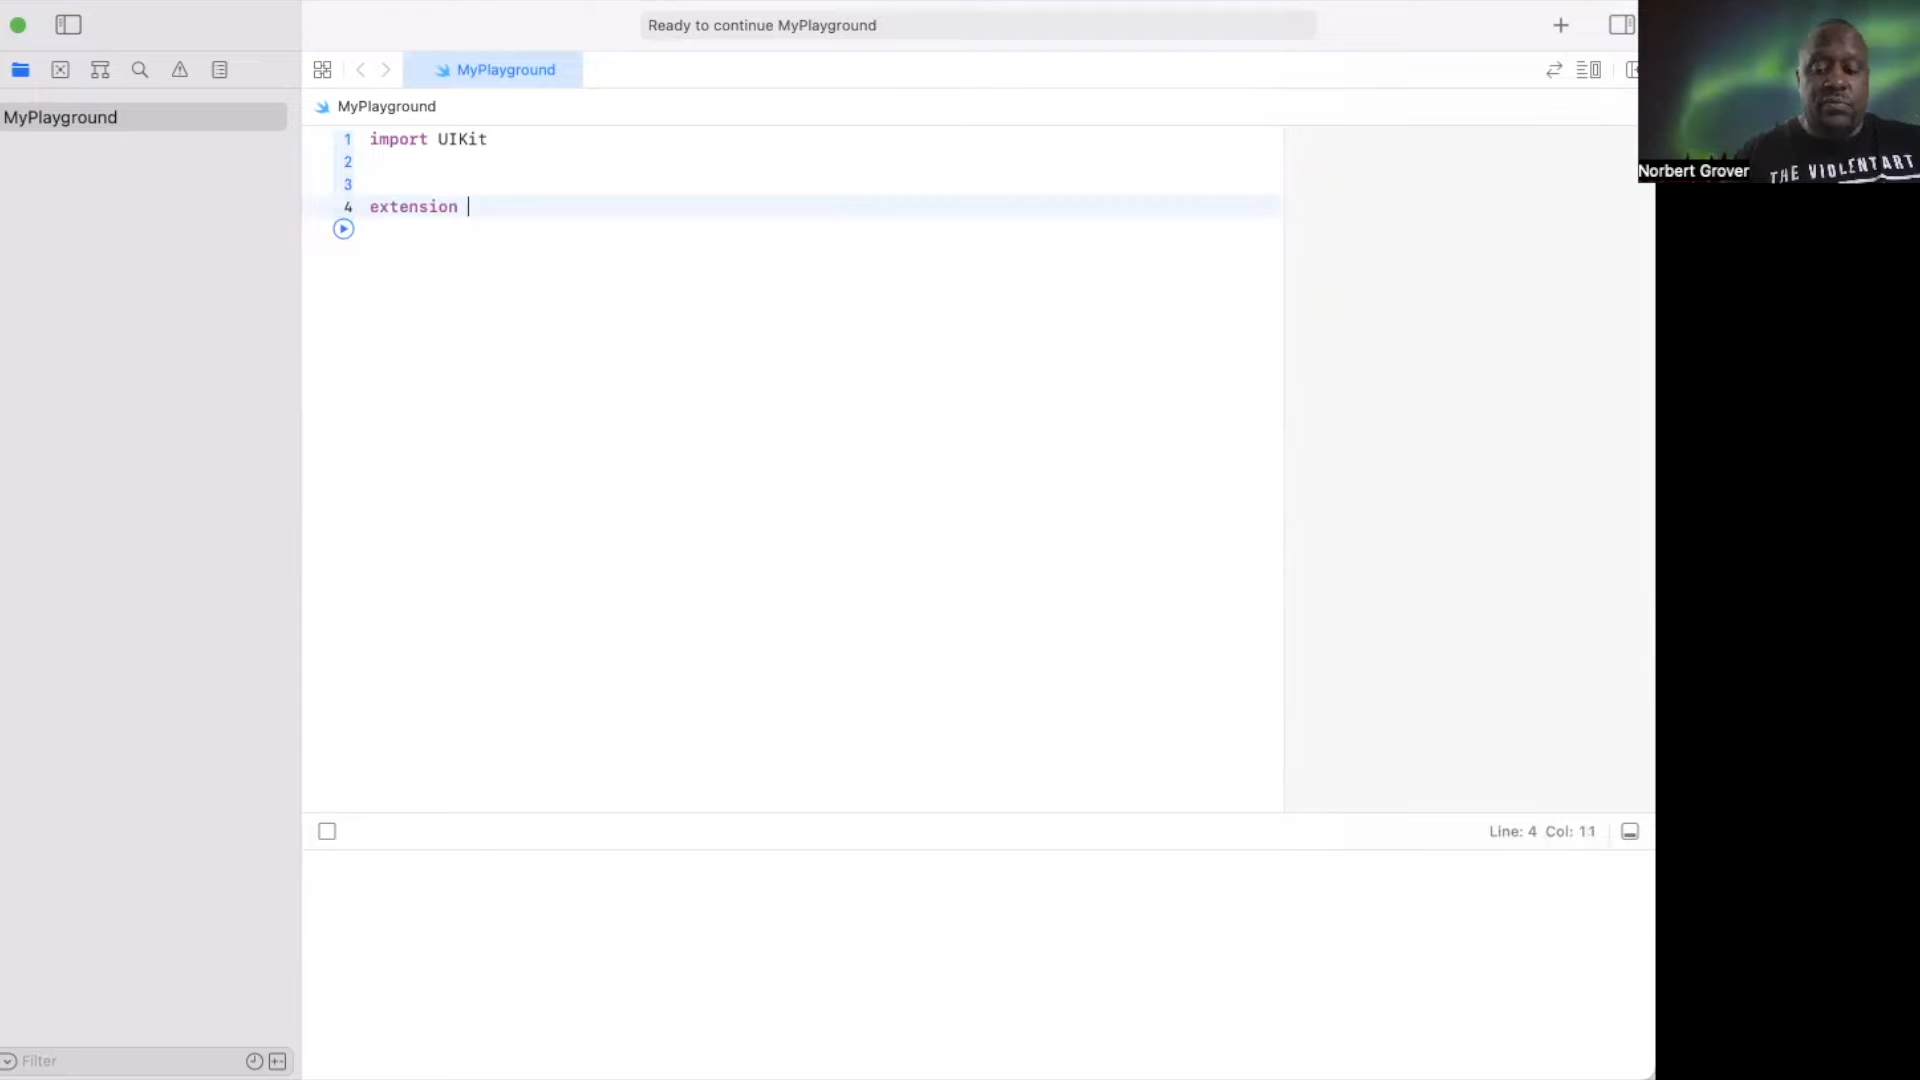 Ready to continue MyPlayground
MyPlayground
MyPlayground
MyPlayground
1 import UIKit
2
3
4 extension
Line: 4 Col: 11
Filter
Norbert Grover
THE VIOLENT ART